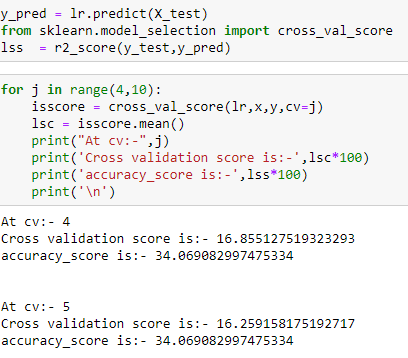 y_pred = lr.predict(X_test)
from sklearn.model_selection import cross_val_score
lss  = r2_score(y_test,y_pred)
for j in range(4,10):
    isscore = cross_val_score(lr,x,y,cv=j)
    lsc = isscore.mean()
    print("At cv:-",j)
    print('Cross validation score is:-',lsc*100)
    print('accuracy_score is:-',lss*100)
    print('\n')
At cv:- 4
Cross validation score is:- 16.855127519323293
accuracy_score is:- 34.069082997475334
At cv:- 5
Cross validation score is:- 16.259158175192717
accuracy_score is:- 34.069082997475334